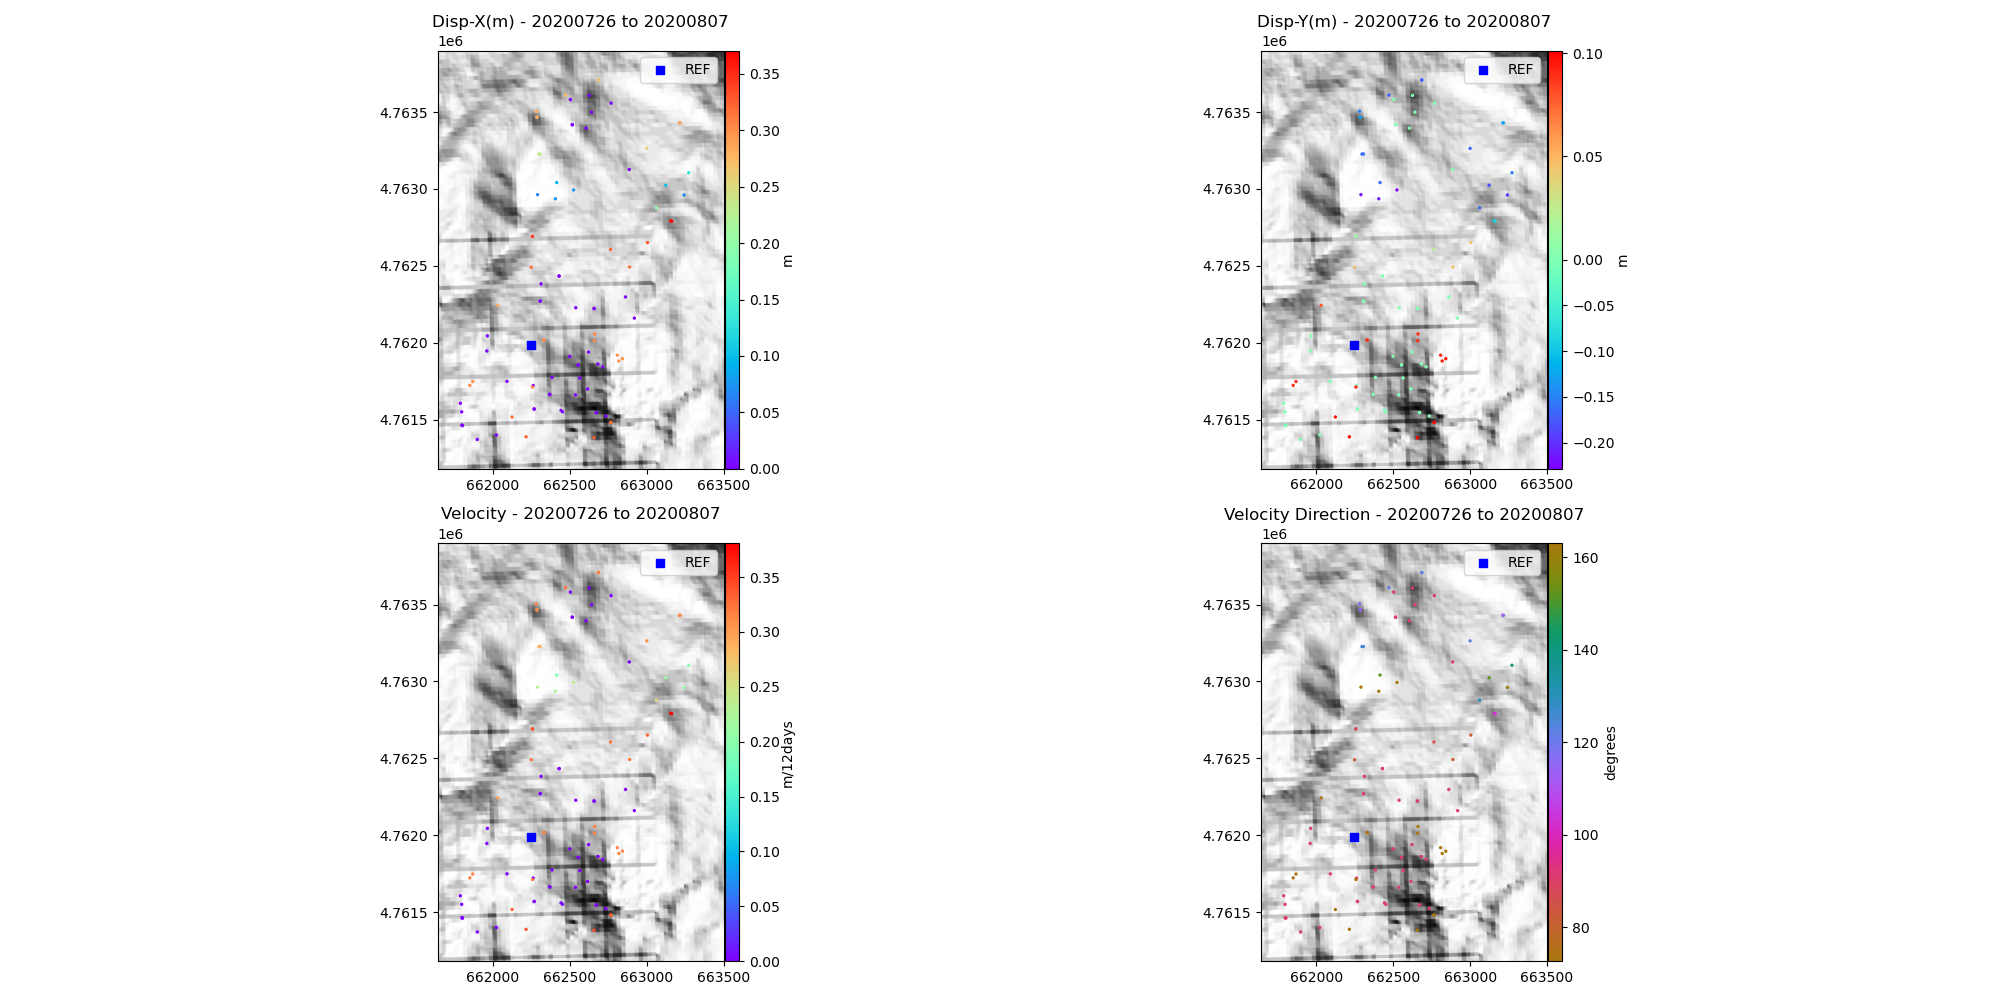 Disp-X(m) - 20200726 to 20200807
1e6
REF
4.7635
4.7630
4.7625
4.7620
4.7615
662000 662500 663000 663500
0.35
0.30
0.25
0.20
0.15
0.10
0.05
0.00
m
Disp-Y(m) - 20200726 to 20200807
1e6
REF
4.7635
4.7630
4.7625
4.7620
4.7615
662000 662500 663000 663500
0.10
0.05
0.00
−0.05
−0.10
−0.15
−0.20
m
Velocity - 20200726 to 20200807
1e6
REF
4.7635
4.7630
4.7625
4.7620
4.7615
662000 662500 663000 663500
0.35
0.30
0.25
0.20
0.15
0.10
0.05
0.00
m/12days
Velocity Direction - 20200726 to 20200807
1e6
REF
4.7635
4.7630
4.7625
4.7620
4.7615
662000 662500 663000 663500
160
140
120
100
80
degrees